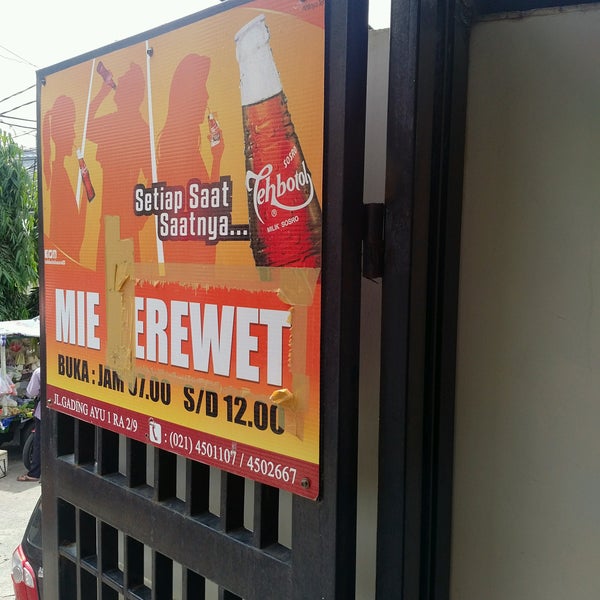 SOSRO
Tehbotol
®
MILIK SOSRO
Setiap Saat
Saatnya...
MIE EREWET
BUKA : JAM 07.00 S/D 12.00
JL.GADING AYU 1 RA 2/9 : (021) 4501107 / 4502667